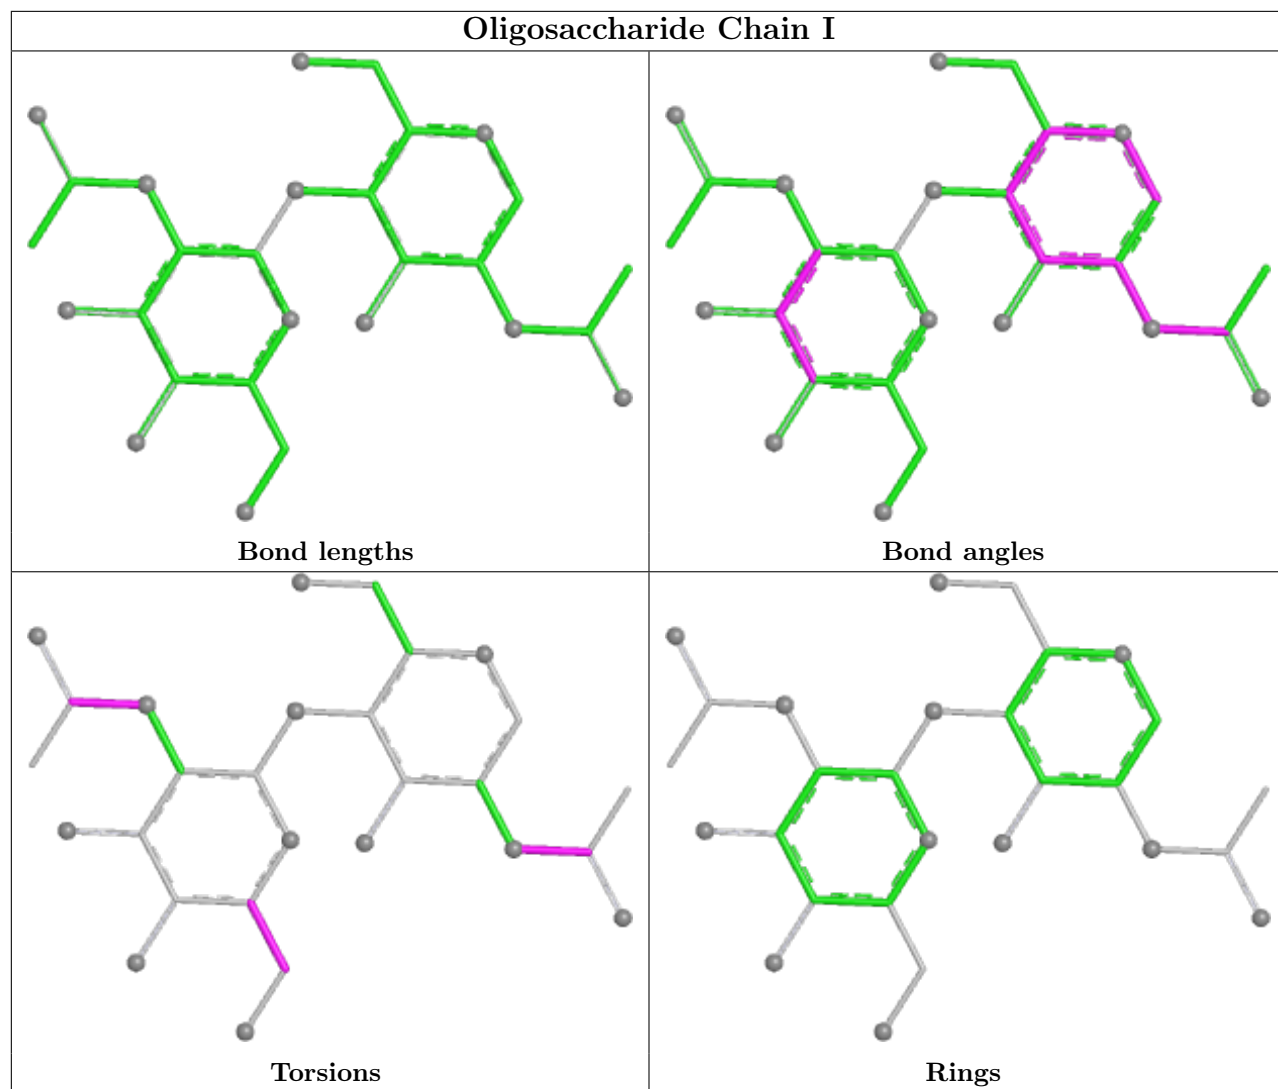 Oligosaccharide Chain I
Bond lengths
Bond angles
Torsions
Rings